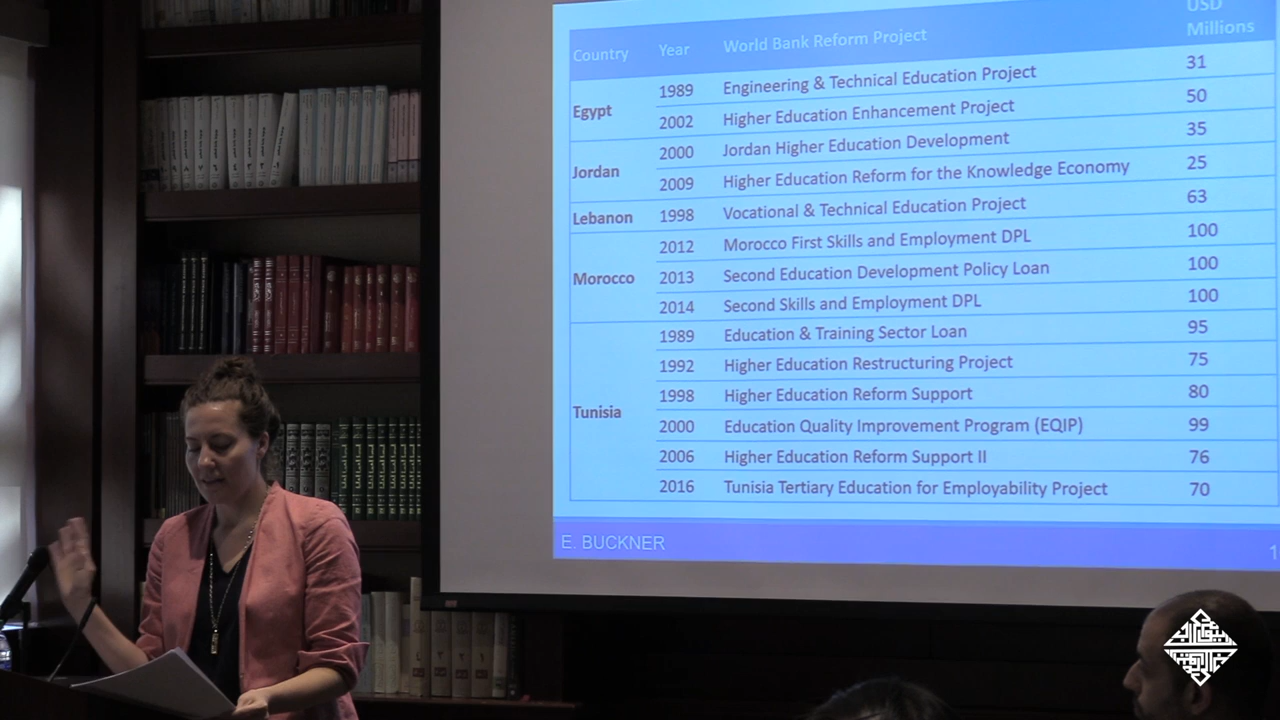 Country Year World Bank Reform Project USD Millions
Egypt 1989 Engineering & Technical Education Project 31
2002 Higher Education Enhancement Project 50
Jordan 2000 Jordan Higher Education Development 35
2009 Higher Education Reform for the Knowledge Economy 25
Lebanon 1998 Vocational & Technical Education Project 63
Morocco 2012 Morocco First Skills and Employment DPL 100
2013 Second Education Development Policy Loan 100
2014 Second Skills and Employment DPL 100
Tunisia 1989 Education & Training Sector Loan 95
1992 Higher Education Restructuring Project 75
1998 Higher Education Reform Support 80
2000 Education Quality Improvement Program (EQIP) 99
2006 Higher Education Reform Support II 76
2016 Tunisia Tertiary Education for Employability Project 70
E. BUCKNER